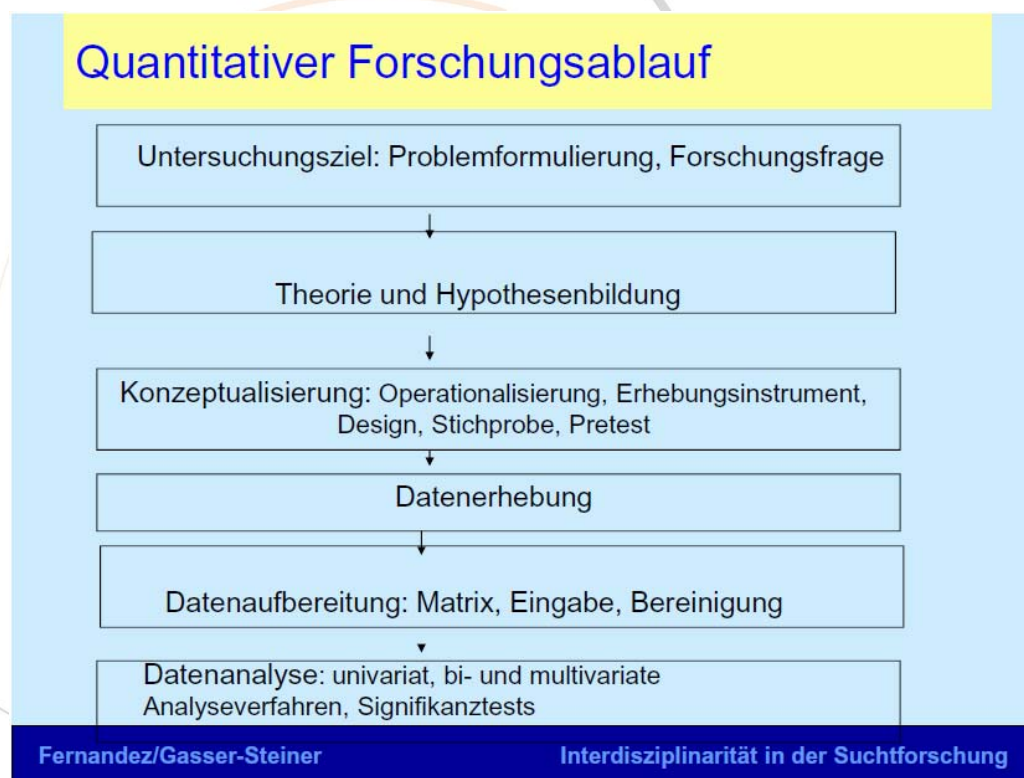 Quantitativer Forschungsablauf
Untersuchungsziel: Problemformulierung, Forschungsfrage
Theorie und Hypothesenbildung
Konzeptualisierung: Operationalisierung, Erhebungsinstrument,
Design, Stichprobe, Pretest
Datenerhebung
Datenaufbereitung: Matrix, Eingabe, Bereinigung
Datenanalyse: univariat, bi- und multivariate
Analyseverfahren, Signifikanztests
Fernandez/Gasser-Steiner
Interdisziplinarität in der Suchtforschung